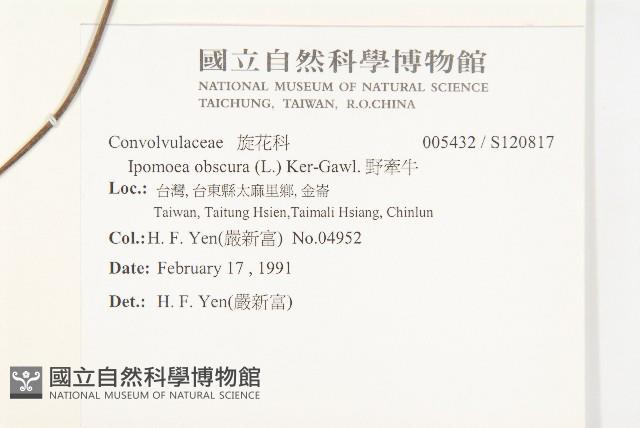 國立自然科學博物館
NATIONAL MUSEUM OF NATURAL SCIENCE
TAICHUNG, TAIWAN, R.O.CHINA
Convolvulaceae 旋花科 005432 / S120817
Ipomoea obscura (L.) Ker-Gawl. 野牽牛
Loc.: 台灣, 台東縣太麻里鄉, 金崙
Taiwan, Taitung Hsien,Taimali Hsiang, Chinlun
Col.: H. F. Yen(嚴新富) No.04952
Date: February 17 , 1991
Det.: H. F. Yen(嚴新富)
國立自然科學博物館
NATIONAL MUSEUM OF NATURAL SCIENCE